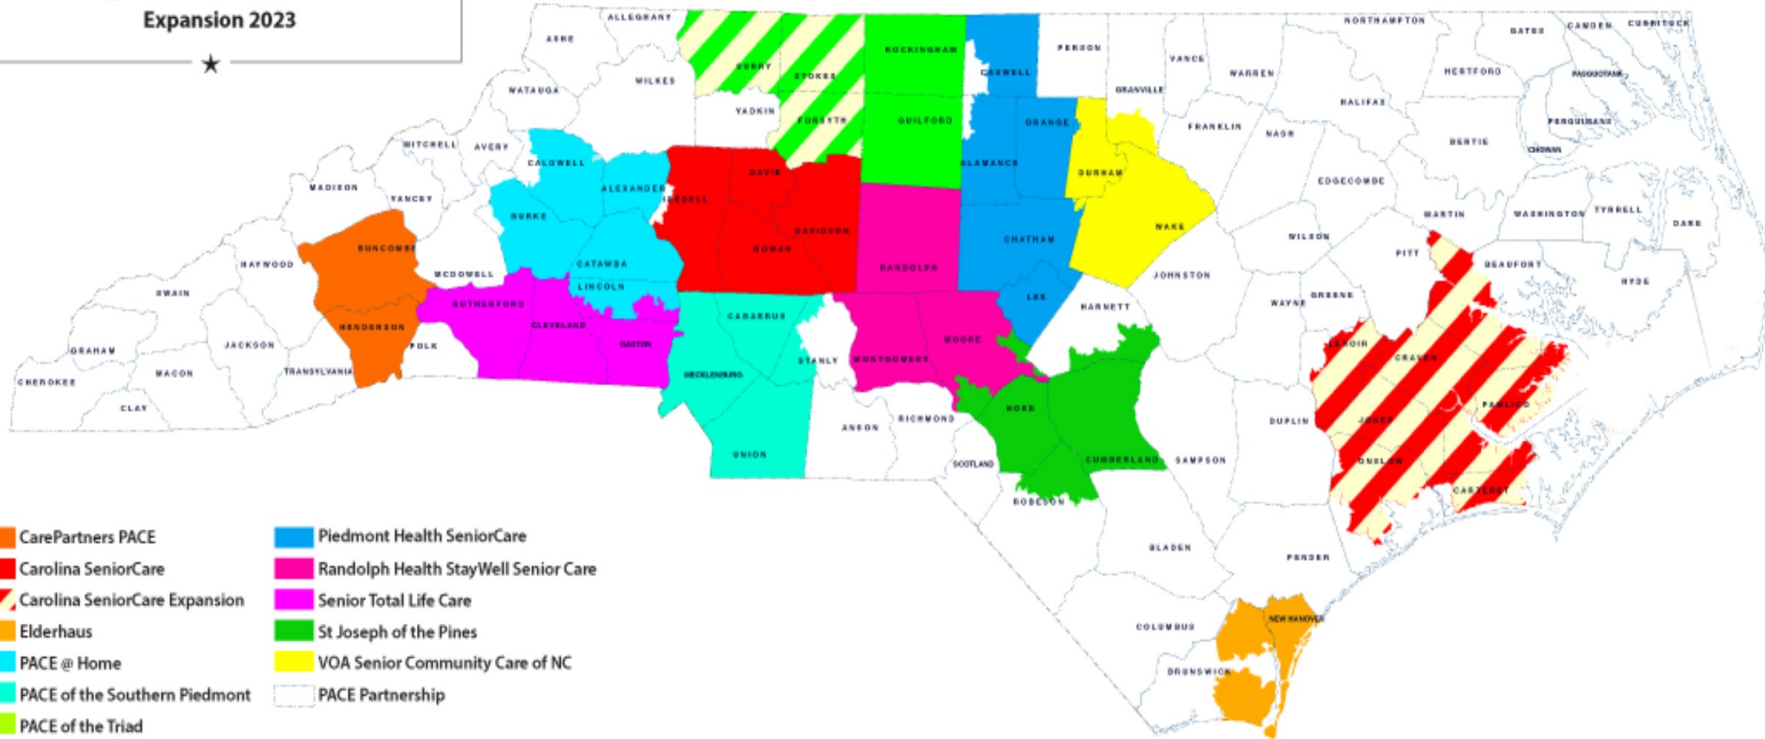 Expansion 2023
ALLEGHANY
ASHE
SURRY
STOKES
ROCKINGHAM
CASWELL
PERSON
VANCE
WARREN
NORTHAMPTON
GATES
CAMDEN
CURRITUCK
WATAUGA
WILKES
YADKIN
FORSYTH
GUILFORD
ORANGE
GRANVILLE
FRANKLIN
HALIFAX
HERTFORD
PASQUOTANK
PERQUIMANS
CHOWAN
BERTIE
NASH
MITCHELL
AVERY
CALDWELL
ALEXANDER
IREDELL
DAVIE
ALAMANCE
DURHAM
EDGECOMBE
MADISON
YANCEY
BURKE
DAVIDSON
ROWAN
RANDOLPH
CHATHAM
WAKE
WILSON
MARTIN
WASHINGTON
TYRRELL
DARE
PITT
BEAUFORT
HYDE
HAYWOOD
BUNCOMBE
MCDOWELL
CATAWBA
LINCOLN
JOHNSTON
SWAIN
RUTHERFORD
CLEVELAND
CABARRUS
LEE
HARNETT
WAYNE
GREENE
GRAHAM
JACKSON
HENDERSON
POLK
GASTON
STANLY
MONTGOMERY
MOORE
LENOIR
CRAVEN
CHEROKEE
MACON
TRANSYLVANIA
MECKLENBURG
CLAY
UNION
ANSON
RICHMOND
HOKE
SCOTLAND
CUMBERLAND
SAMPSON
DUPLIN
JONES
PAMLICO
ONSLOW
CARTERET
ROBESON
BLADEN
PENDER
COLUMBUS
NEW HANOVER
BRUNSWICK
CarePartners PACE
Carolina SeniorCare
Carolina SeniorCare Expansion
Elderhaus
PACE @ Home
PACE of the Southern Piedmont
PACE of the Triad
Piedmont Health SeniorCare
Randolph Health StayWell Senior Care
Senior Total Life Care
St Joseph of the Pines
VOA Senior Community Care of NC
PACE Partnership